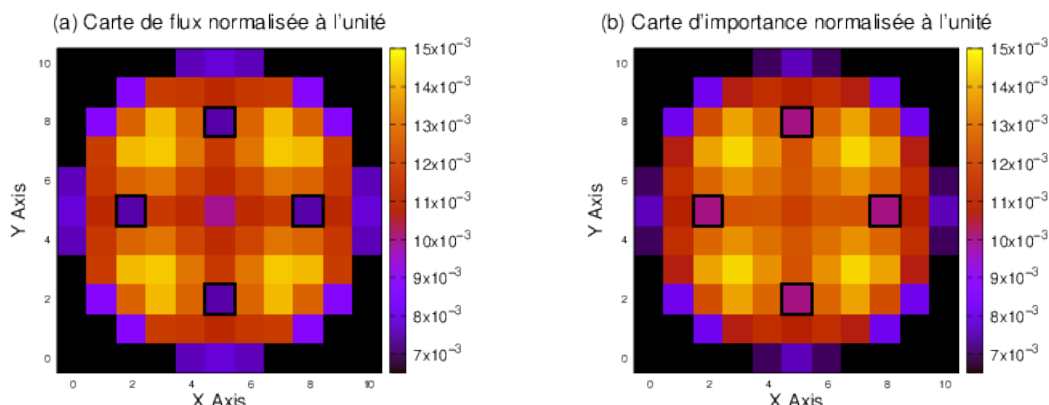 (a) Carte de flux normalisée à l'unité
(b) Carte d'importance normalisée à l'unité
Y Axis
10
8
6
4
2
0
0 2 4 6 8 10
X Axis
15x10⁻³
14x10⁻³
13x10⁻³
12x10⁻³
11x10⁻³
10x10⁻³
9x10⁻³
8x10⁻³
7x10⁻³
Y Axis
10
8
6
4
2
0
0 2 4 6 8 10
X Axis
15x10⁻³
14x10⁻³
13x10⁻³
12x10⁻³
11x10⁻³
10x10⁻³
9x10⁻³
8x10⁻³
7x10⁻³